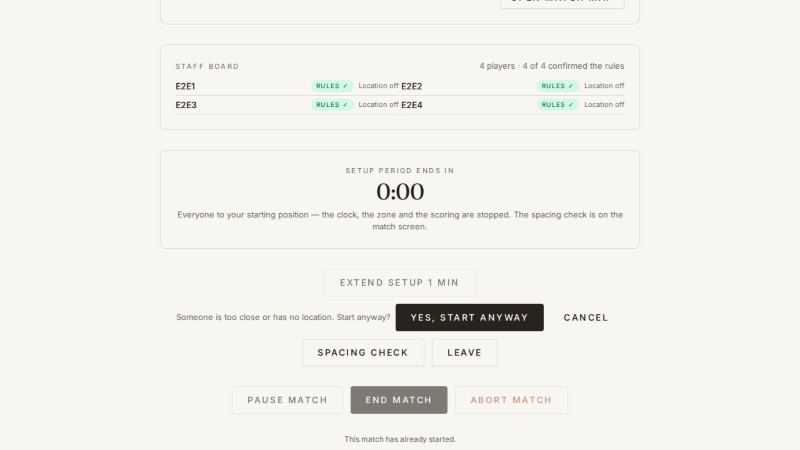 STAFF BOARD
4 players · 4 of 4 confirmed the rules
E2E1 RULES ✓ Location off E2E2 RULES ✓ Location off
E2E3 RULES ✓ Location off E2E4 RULES ✓ Location off
SETUP PERIOD ENDS IN
0:00
Everyone to your starting position — the clock, the zone and the scoring are stopped. The spacing check is on the
match screen.
EXTEND SETUP 1 MIN
Someone is too close or has no location. Start anyway? YES, START ANYWAY CANCEL
SPACING CHECK LEAVE
PAUSE MATCH END MATCH ABORT MATCH
This match has already started.